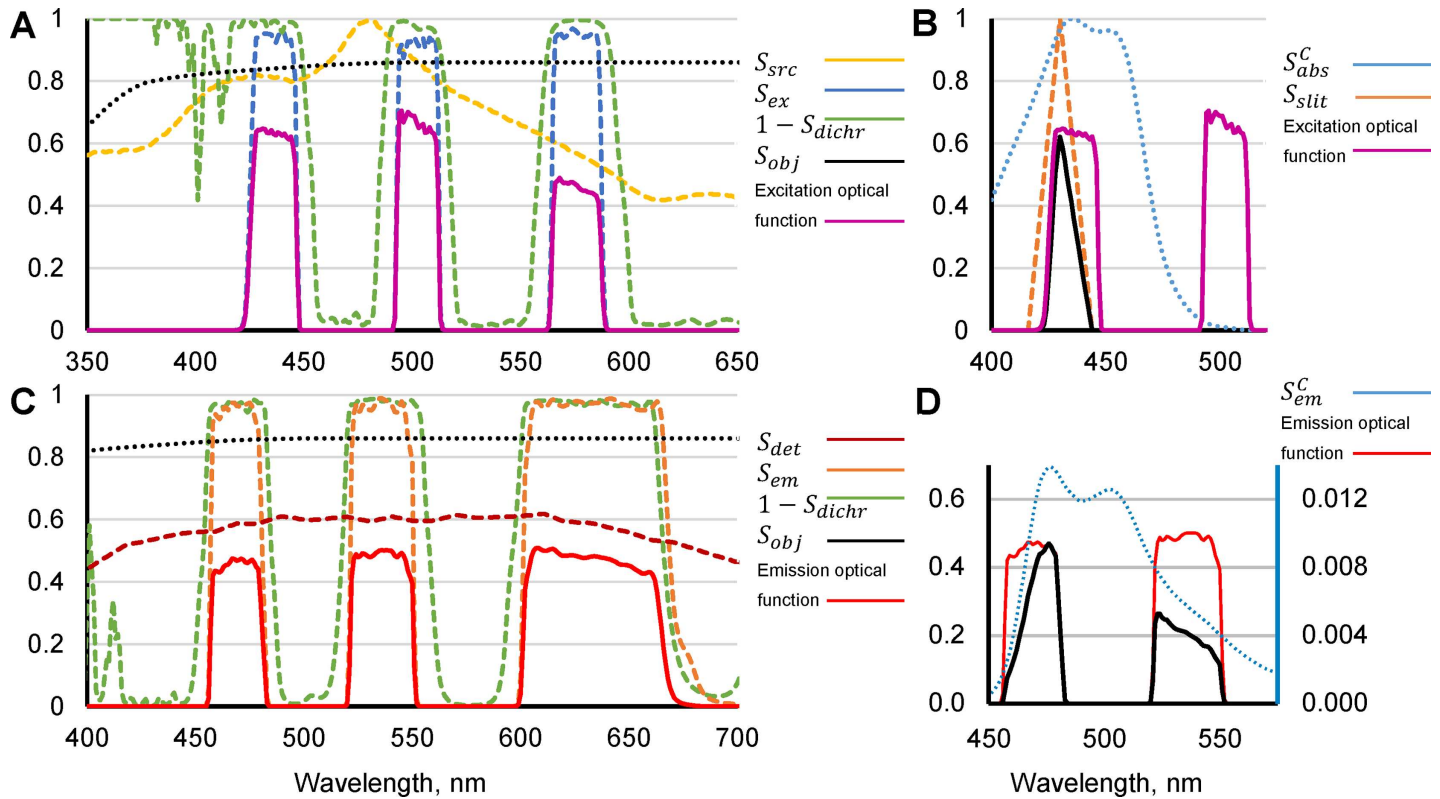 A
1
0.8
0.6
0.4
0.2
0
350
400
450
500
550
600
650
S_src
S_ex
1 − S_dichr
S_obj
Excitation optical
function
B
1
0.8
0.6
0.4
0.2
0
400
450
500
S^C_abs
S_slit
Excitation optical
function
C
1
0.8
0.6
0.4
0.2
0
400
450
500
550
600
650
700
Wavelength, nm
S_det
S_em
1 − S_dichr
S_obj
Emission optical
function
D
S^C_em
Emission optical
function
0.6
0.4
0.2
0.0
0.012
0.008
0.004
0.000
450
500
550
Wavelength, nm